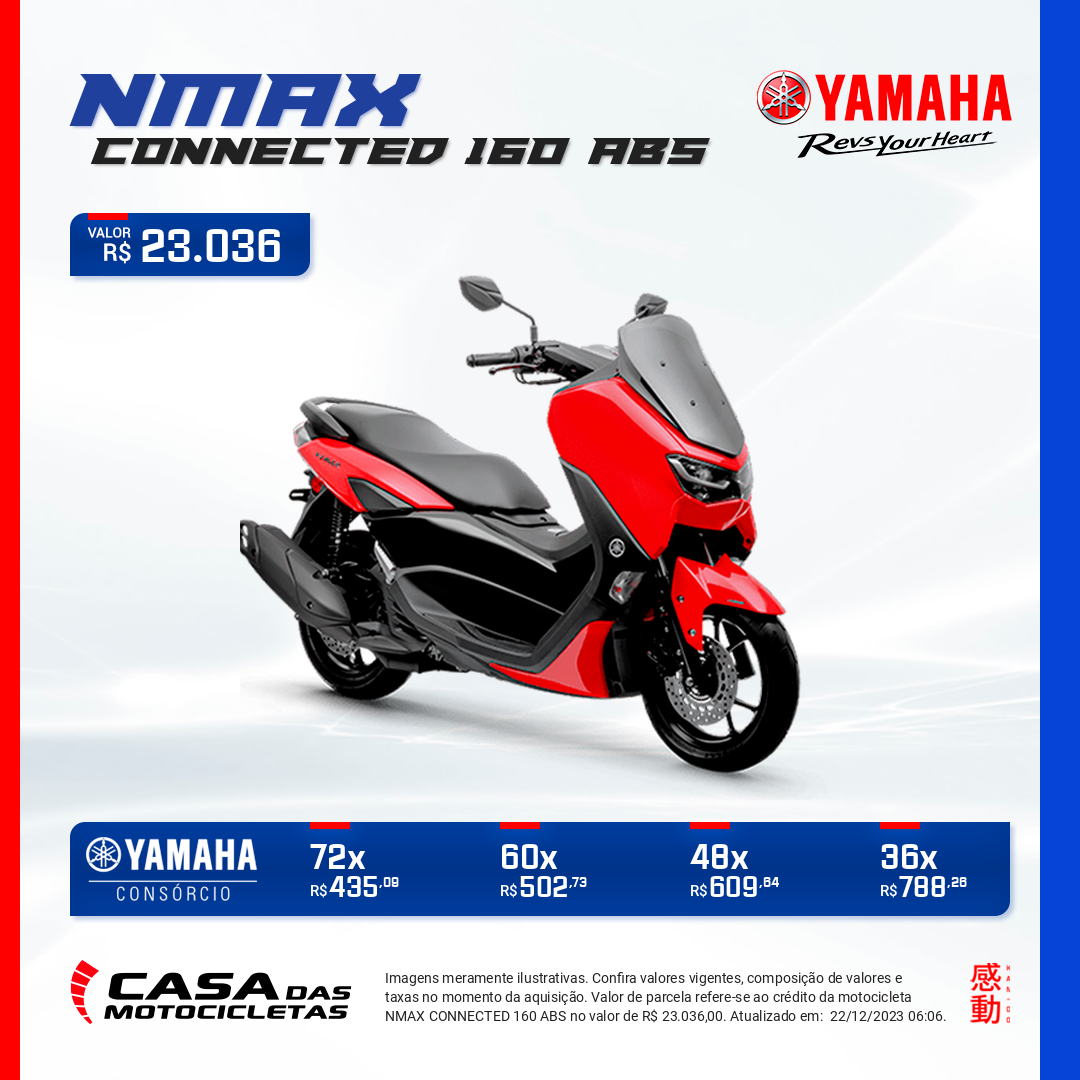 NMAX
CONNECTED 160 ABS
YAMAHA
Revs Your Heart
VALOR
R$ 23.036
YAMAHA
CONSÓRCIO
72x
R$ 435,09
60x
R$ 502,73
48x
R$ 609,64
36x
R$ 788,26
CASA DAS
MOTOCICLETAS
Imagens meramente ilustrativas. Confira valores vigentes, composição de valores e
taxas no momento da aquisição. Valor de parcela refere-se ao crédito da motocicleta
NMAX CONNECTED 160 ABS no valor de R$ 23.036,00. Atualizado em: 22/12/2023 06:06.
感動